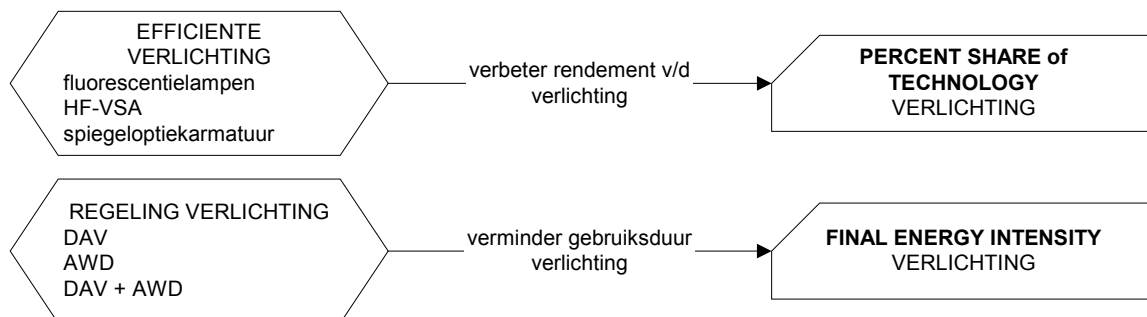 EFFICIENTE
VERLICHTING
fluorescentielampen
HF-VSA
spiegeloptiekarmatuur
verbeter rendement v/d
verlichting
PERCENT SHARE of
TECHNOLOGY
VERLICHTING
REGELING VERLICHTING
DAV
AWD
DAV + AWD
verminder gebruiksduur
verlichting
FINAL ENERGY INTENSITY
VERLICHTING